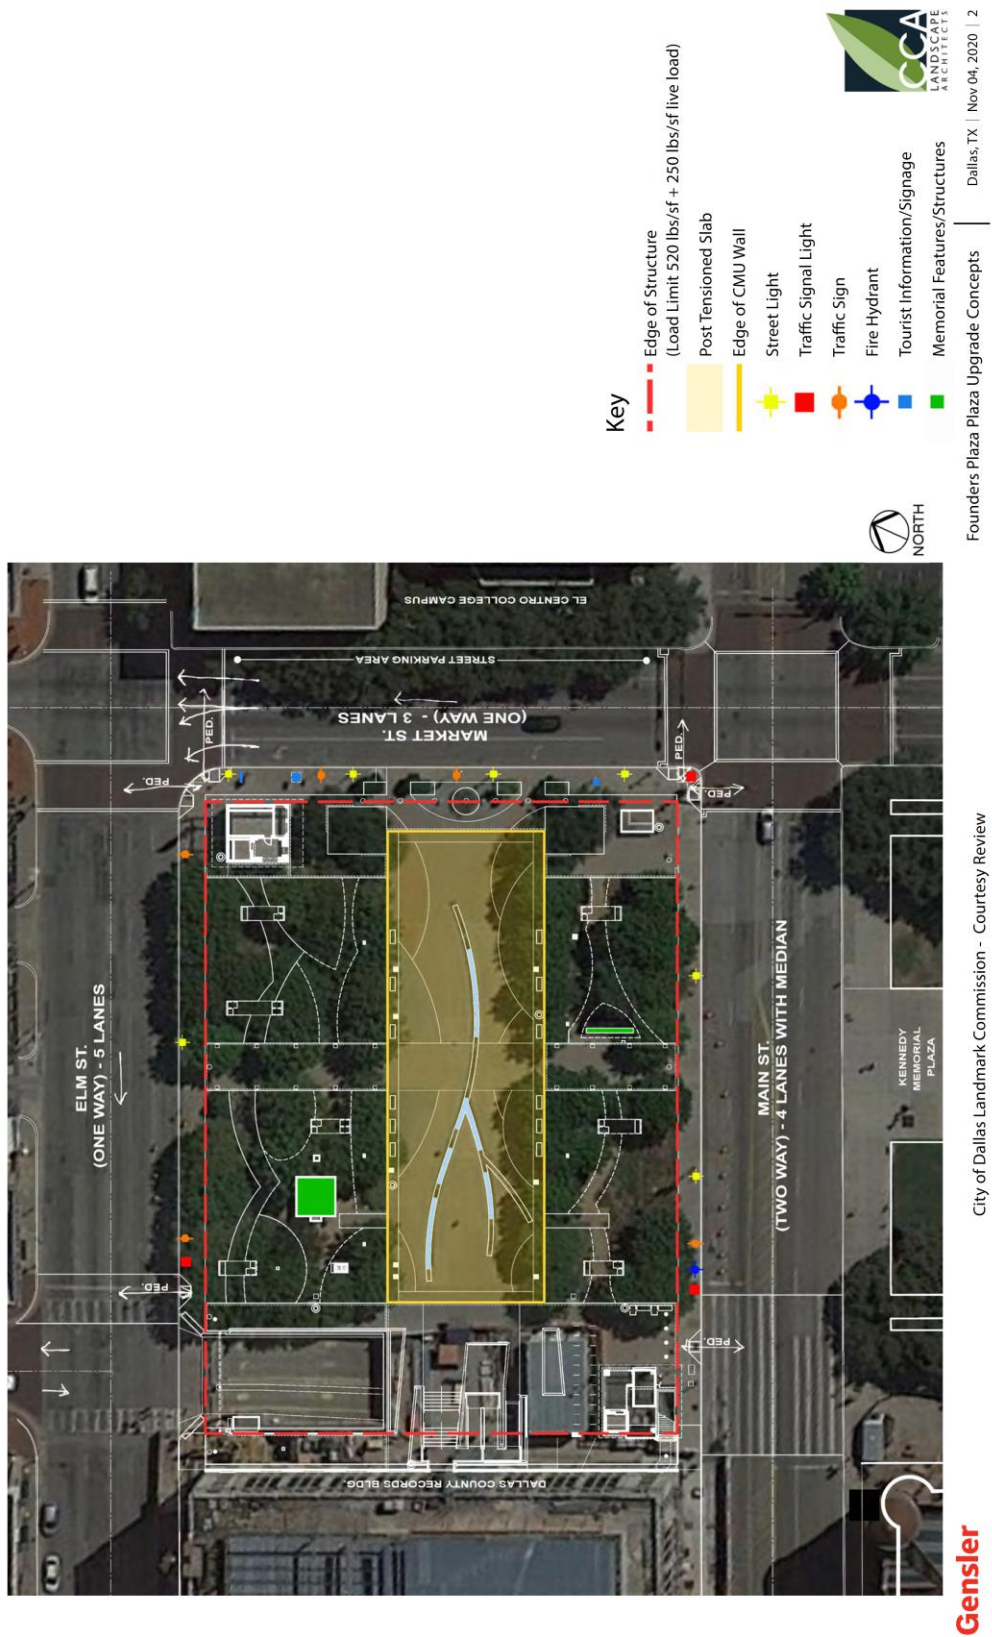 ELM ST.
(ONE WAY) - 5 LANES
PED.
PED.
PED.
DALLAS COUNTY RECORDS BLDG.
MARKET ST.
(ONE WAY) - 3 LANES
STREET PARKING AREA
EL CENTRO COLLEGE CAMPUS
PED.
PED.
PED.
MAIN ST.
(TWO WAY) - 4 LANES WITH MEDIAN
KENNEDY
MEMORIAL
PLAZA
Key
Edge of Structure
(Load Limit 520 lbs/sf + 250 lbs/sf live load)
Post Tensioned Slab
Edge of CMU Wall
Street Light
Traffic Signal Light
Traffic Sign
Fire Hydrant
Tourist Information/Signage
Memorial Features/Structures
NORTH
CCA
LANDSCAPE
ARCHITECTS
Gensler
City of Dallas Landmark Commission - Courtesy Review
Founders Plaza Plaza Upgrade Concepts
Dallas, TX | Nov 04, 2020 | 2